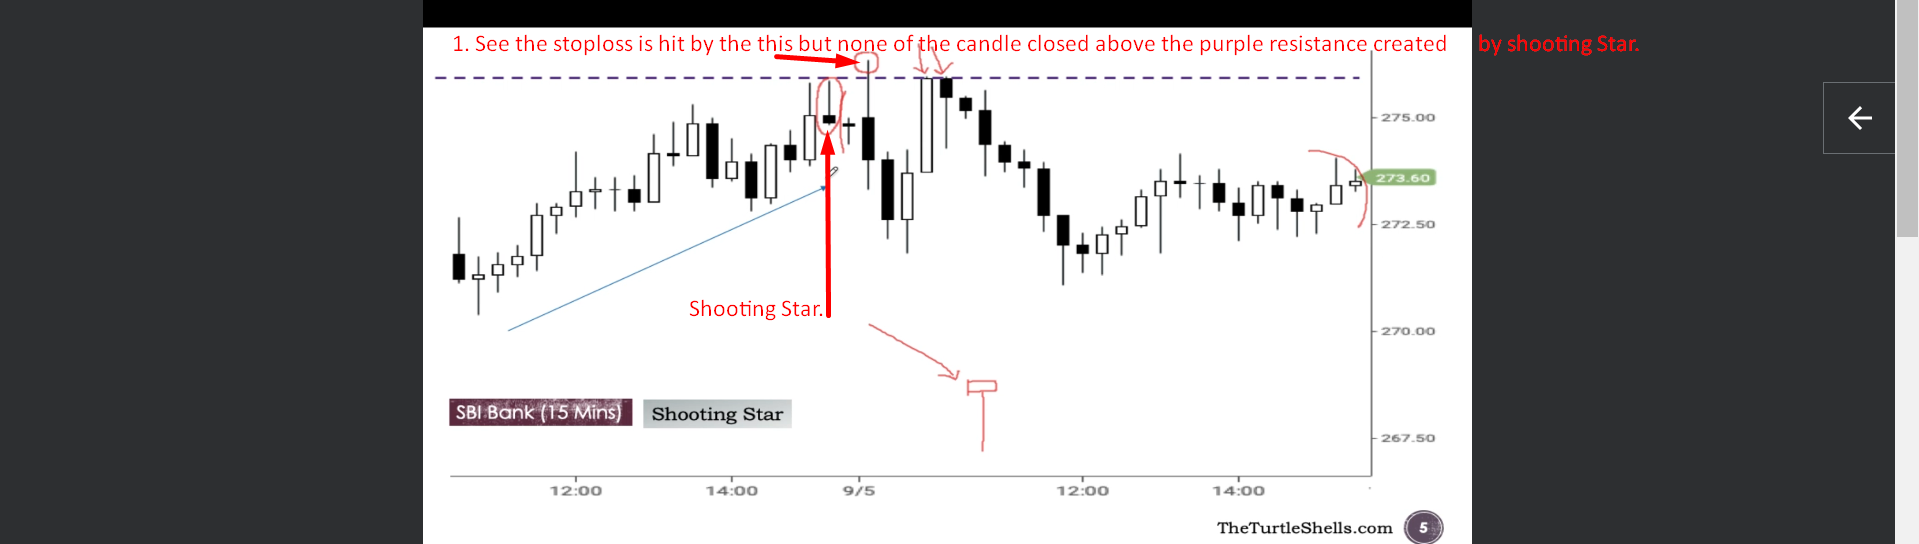 1. See the stoploss is hit by the this but none of the candle closed above the purple resistance created by shooting Star.
275.00
273.60
272.50
Shooting Star.
270.00
SBI Bank (15 Mins) Shooting Star
267.50
12:00 14:00 9/5 12:00 14:00
TheTurtleShells.com 5